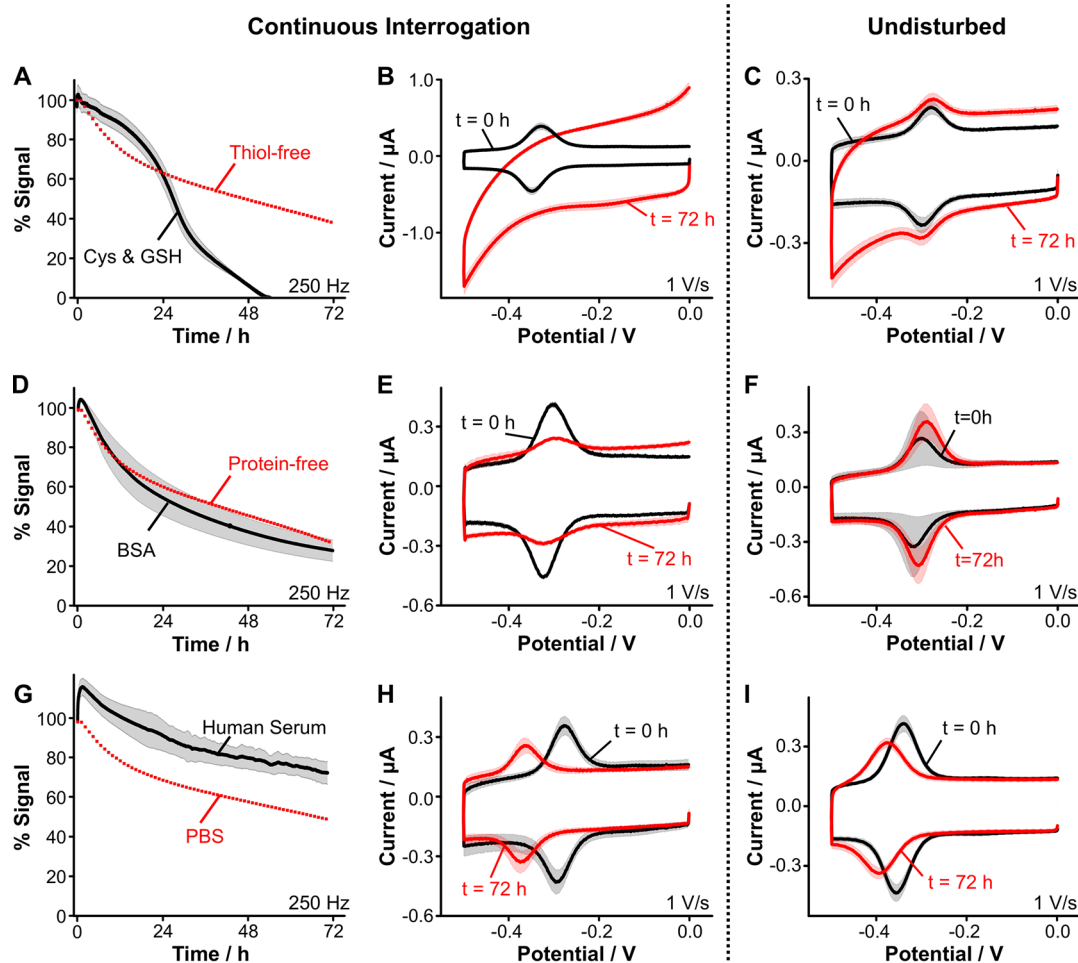 Continuous Interrogation
Undisturbed
A
% Signal
100
80
60
40
20
0
Thiol-free
Cys & GSH
250 Hz
0
24
48
72
Time / h
B
Current / µA
1.0
0.0
-1.0
t = 0 h
t = 72 h
1 V/s
-0.4
-0.2
0.0
Potential / V
C
Current / µA
0.3
0.0
-0.3
t = 0 h
t = 72 h
1 V/s
-0.4
-0.2
0.0
Potential / V
D
% Signal
100
80
60
40
20
0
Protein-free
BSA
250 Hz
0
24
48
72
Time / h
E
Current / µA
0.3
0.0
-0.3
-0.6
t = 0 h
t = 72 h
1 V/s
-0.4
-0.2
0.0
Potential / V
F
Current / µA
0.3
0.0
-0.3
-0.6
t=0h
t=72h
1 V/s
-0.4
-0.2
0.0
Potential / V
G
% Signal
100
80
60
40
20
0
Human Serum
PBS
250 Hz
0
24
48
72
Time / h
H
Current / µA
0.3
0.0
-0.3
-0.6
t = 0 h
t = 72 h
1 V/s
-0.4
-0.2
0.0
Potential / V
I
Current / µA
0.3
0.0
-0.3
t = 0 h
t = 72 h
1 V/s
-0.4
-0.2
0.0
Potential / V